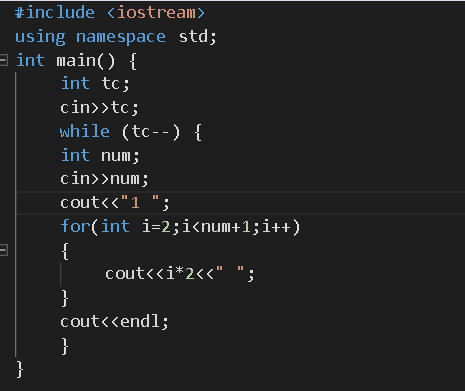 #include <iostream>
using namespace std;
int main() {
int tc;
cin>>tc;
while (tc--) {
int num;
cin>>num;
cout<<"1 ";
for(int i=2;i<num+1;i++)
{
cout<<i*2<<" ";
}
cout<<endl;
}
}